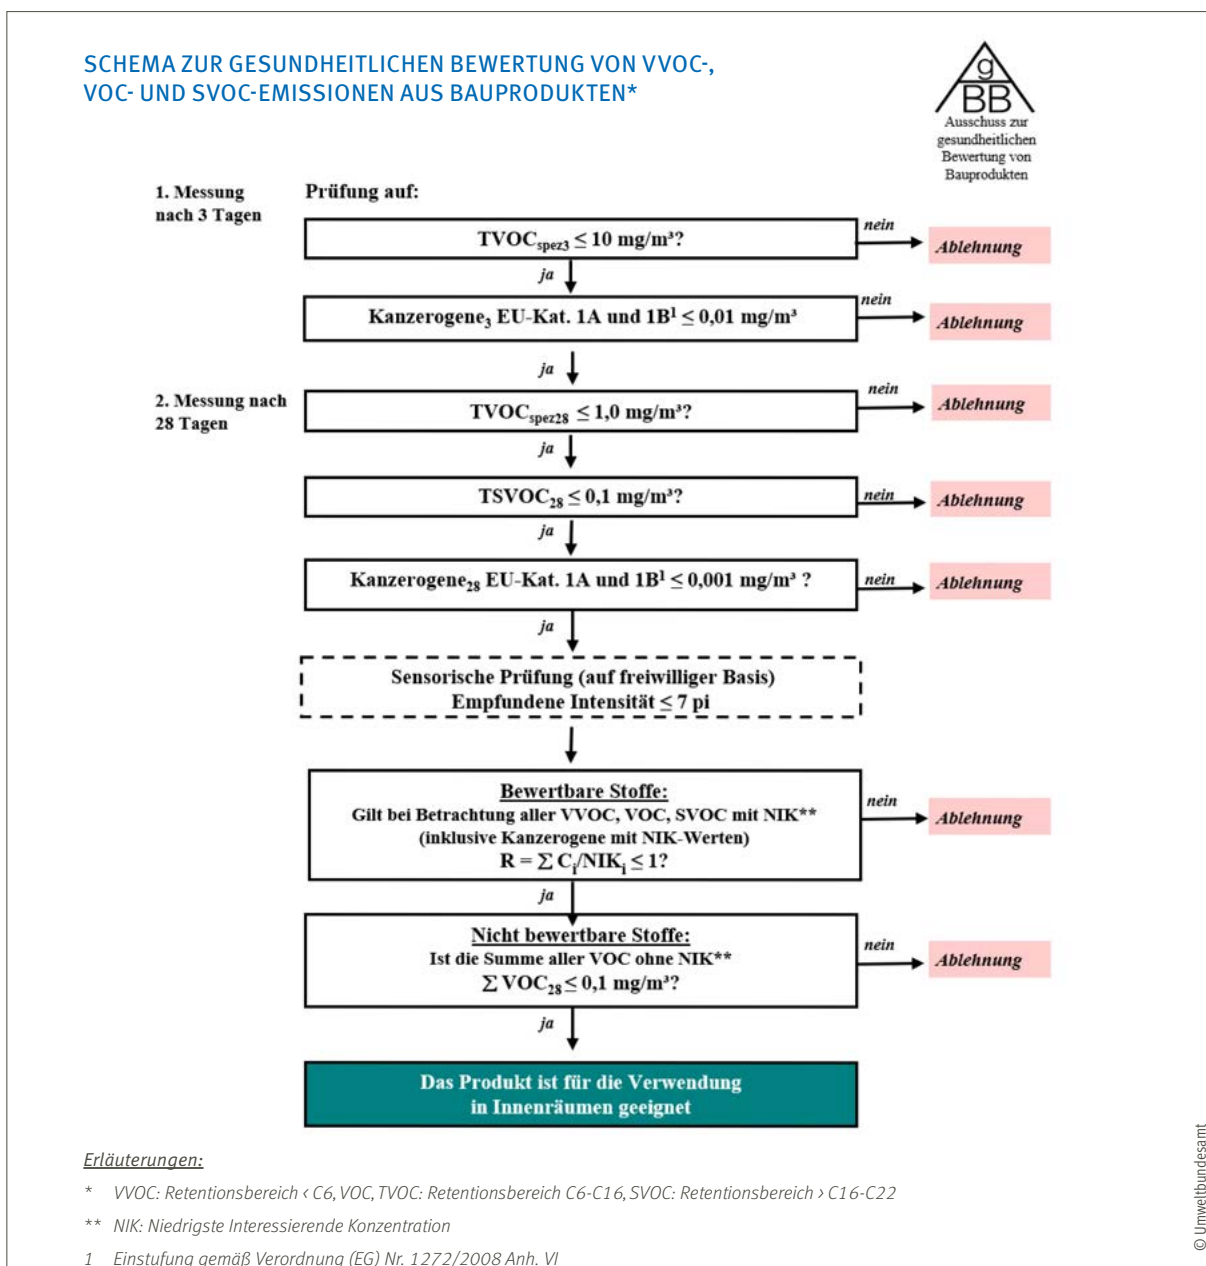 SCHEMA ZUR GESUNDHEITLICHEN BEWERTUNG VON VVOC-,
VOC- UND SVOC-EMISSIONEN AUS BAUPRODUKTEN*
g
BB
Ausschuss zur
gesundheitlichen
Bewertung von
Bauprodukten
1. Messung
nach 3 Tagen
Prüfung auf:
TVOCspez3 ≤ 10 mg/m³?
nein
Ablehnung
ja
Kanzerogene3 EU-Kat. 1A und 1B¹ ≤ 0,01 mg/m³
nein
Ablehnung
ja
2. Messung nach
28 Tagen
TVOCspez28 ≤ 1,0 mg/m³?
nein
Ablehnung
ja
TSVOC28 ≤ 0,1 mg/m³?
nein
Ablehnung
ja
Kanzerogene28 EU-Kat. 1A und 1B¹ ≤ 0,001 mg/m³ ?
nein
Ablehnung
ja
Sensorische Prüfung (auf freiwilliger Basis)
Empfundene Intensität ≤ 7 pi
Bewertbare Stoffe:
Gilt bei Betrachtung aller VVOC, VOC, SVOC mit NIK**
(inklusive Kanzerogene mit NIK-Werten)
R = ∑ Ci/NIKi ≤ 1?
nein
Ablehnung
ja
Nicht bewertbare Stoffe:
Ist die Summe aller VOC ohne NIK**
∑ VOC28 ≤ 0,1 mg/m³?
nein
Ablehnung
ja
Das Produkt ist für die Verwendung
in Innenräumen geeignet
Erläuterungen:
* VVOC: Retentionsbereich ‹ C6, VOC, TVOC: Retentionsbereich C6-C16, SVOC: Retentionsbereich › C16-C22
** NIK: Niedrigste Interessierende Konzentration
1 Einstufung gemäß Verordnung (EG) Nr. 1272/2008 Anh. VI
© Umweltbundesamt